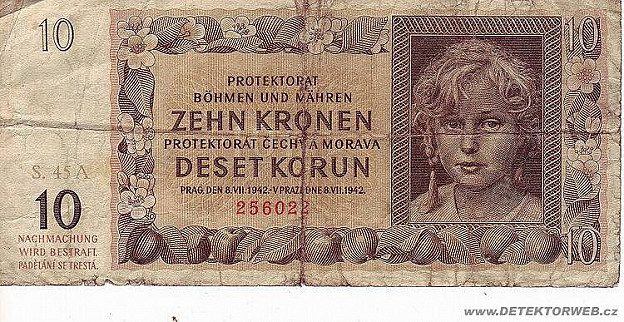 10
10
PROTEKTORAT
BÖHMEN UND MÄHREN
ZEHN KRONEN
PROTEKTORÁT ČECHY A MORAVA
DESET KORUN
PRAG, DEN 8. VII. 1942 - V PRAZE DNE 8. VII. 1942.
256022
S. 45 A
10
NACHMACHUNG
WIRD BESTRAFT.
PADĚLÁNÍ SE TRESTÁ.
10
www.DETEKTORWEB.cz